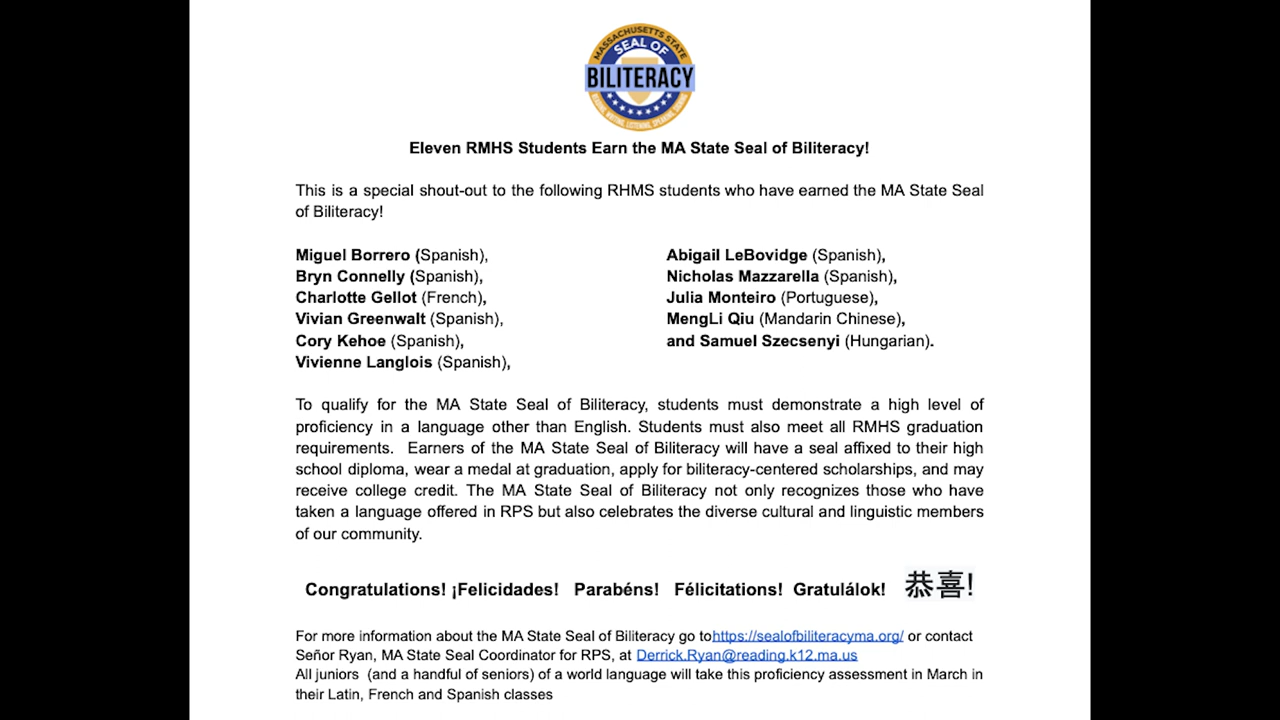 MASSACHUSETTS STATE
SEAL OF
BILITERACY
READING, WRITING, LISTENING, SPEAKING
Eleven RMHS Students Earn the MA State Seal of Biliteracy!
This is a special shout-out to the following RHMS students who have earned the MA State Seal
of Biliteracy!
Miguel Borrero (Spanish),
Bryn Connelly (Spanish),
Charlotte Gellot (French),
Vivian Greenwalt (Spanish),
Cory Kehoe (Spanish),
Vivienne Langlois (Spanish),
Abigail LeBovidge (Spanish),
Nicholas Mazzarella (Spanish),
Julia Monteiro (Portuguese),
MengLi Qiu (Mandarin Chinese),
and Samuel Szecsenyi (Hungarian).
To qualify for the MA State Seal of Biliteracy, students must demonstrate a high level of
proficiency in a language other than English. Students must also meet all RMHS graduation
requirements. Earners of the MA State Seal of Biliteracy will have a seal affixed to their high
school diploma, wear a medal at graduation, apply for biliteracy-centered scholarships, and may
receive college credit. The MA State Seal of Biliteracy not only recognizes those who have
taken a language offered in RPS but also celebrates the diverse cultural and linguistic members
of our community.
Congratulations! ¡Felicidades! Parabéns! Félicitations! Gratulálok! 恭喜!
For more information about the MA State Seal of Biliteracy go tohttps://sealofbiliteracyma.org/ or contact
Señor Ryan, MA State Seal Coordinator for RPS, at Derrick.Ryan@reading.k12.ma.us
All juniors (and a handful of seniors) of a world language will take this proficiency assessment in March in
their Latin, French and Spanish classes